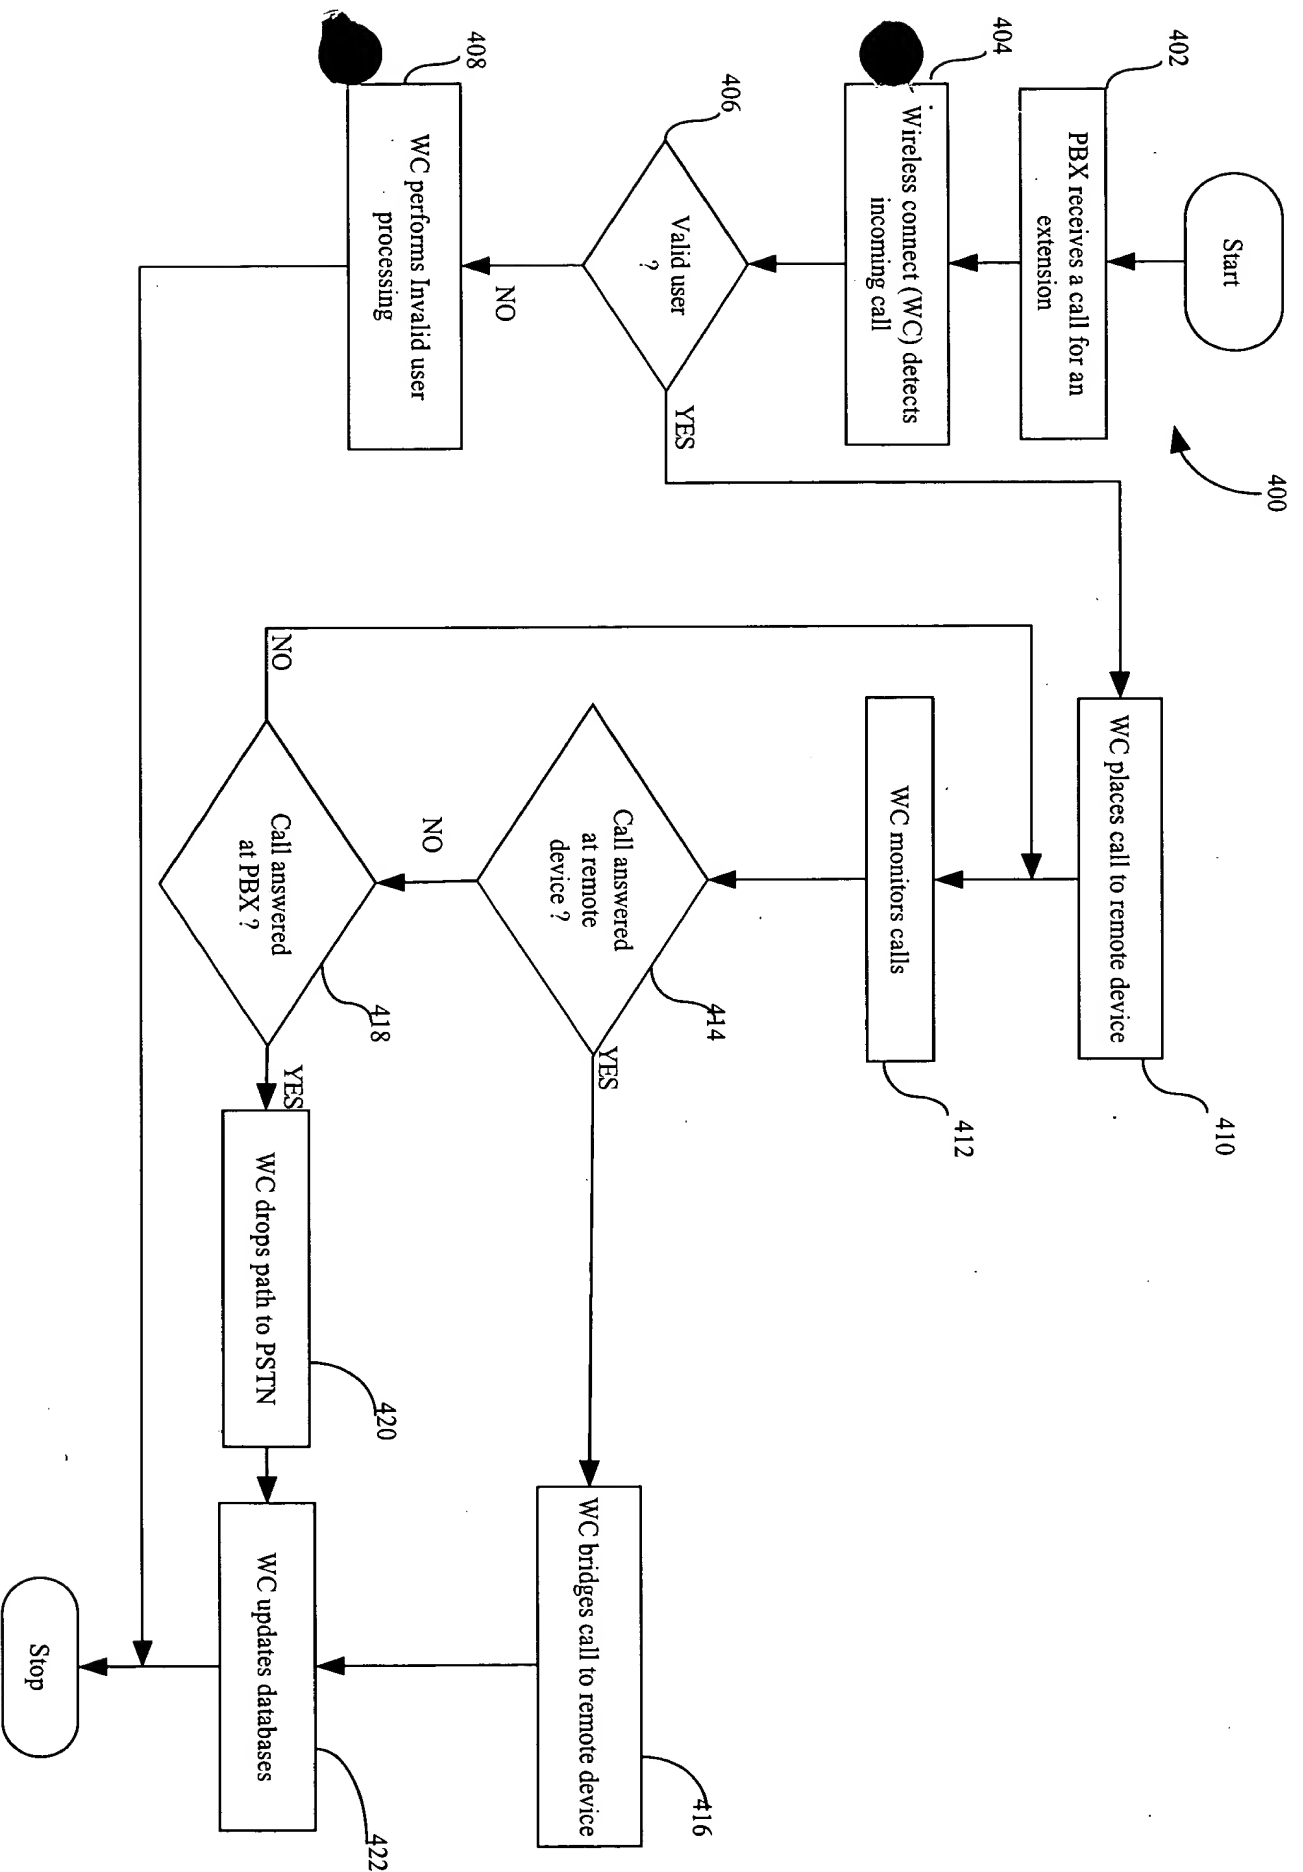 400
Start
402
PBX receives a call for an
extension
404
Wireless connect (WC) detects
incoming call
406
Valid user
?
YES
NO
408
WC performs Invalid user
processing
WC places call to remote device
410
WC monitors calls
412
Call answered
at remote
device ?
414
YES
NO
WC bridges call to remote device
416
Call answered
at PBX ?
418
NO
YES
WC drops path to PSTN
420
WC updates databases
422
Stop